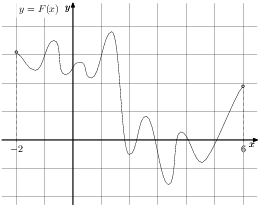 y = F(x) y
x
−2 6